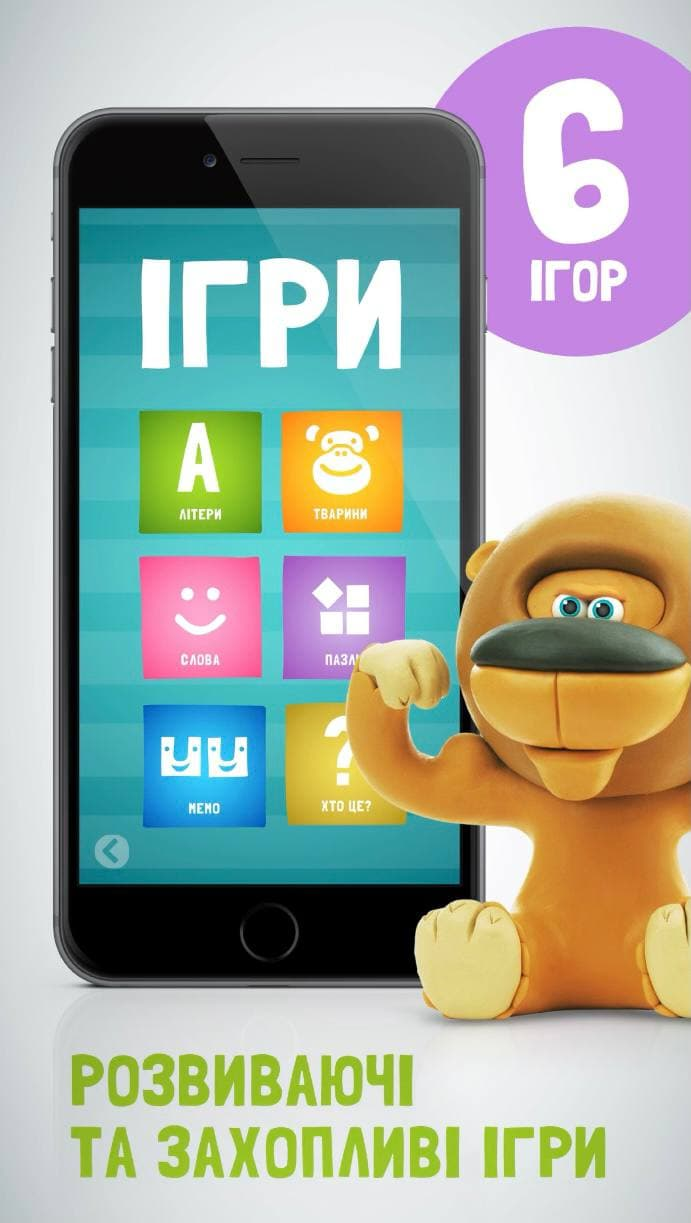 6
ІГОР
ІГРИ
А
ЛІТЕРИ
ТВАРИНИ
СЛОВА
МЕМО
?
ХТО ЦЕ?
РОЗВИВАЮЧІ
ТА ЗАХОПЛИВІ ІГРИ